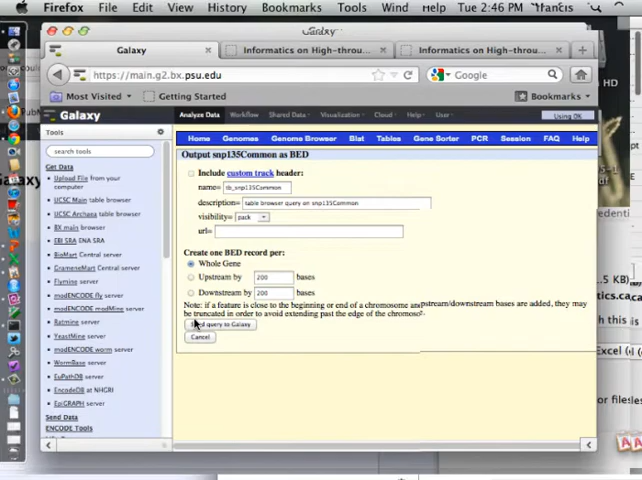 Firefox File Edit View History Bookmarks Tools Wind Help Tue 2:46 PM
Galaxy
Galaxy Informatics on High-throu... Informatics on High-throu...
https://main.g2.bx.psu.edu Google
Most Visited Getting Started Bookmarks
Galaxy Analyze Data Workflow Shared Data Visualization Cloud Help User
Tools
search tools
Get Data
Upload File from your
computer
UCSC Main table browser
UCSC Archaea table browser
BX main browser
EBI SRA ENA SRA
BioMart Central server
GrameneMart Central server
Flymine server
modENCODE fly server
modENCODE modMine server
Ratmine server
YeastMine server
modENCODE worm server
WormBase server
EuPathDB server
EncodeDB at NHGRI
EpiGRAPH server
Send Data
ENCODE Tools
Home Genomes Genome Browser Blat Tables Gene Sorter PCR Session FAQ Help
Output snp135Common as BED
Include custom track header:
name= tb_snp135Common
description= table browser query on snp135Common
visibility= pack
url=
Create one BED record per:
Whole Gene
Upstream by 200 bases
Downstream by 200 bases
Note: if a feature is close to the beginning or end of a chromosome and upstream/downstream bases are added, they may
be truncated in order to avoid extending past the edge of the chromosome.
query to Galaxy
Cancel